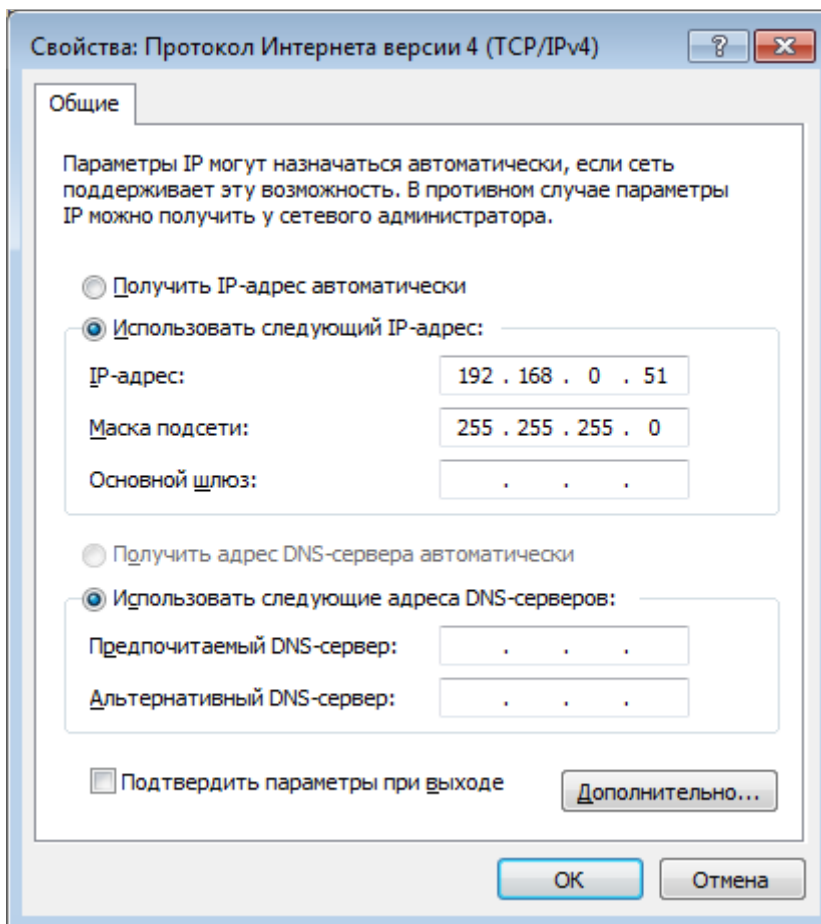 Свойства: Протокол Интернета версии 4 (TCP/IPv4)
Общие
Параметры IP могут назначаться автоматически, если сеть
поддерживает эту возможность. В противном случае параметры
IP можно получить у сетевого администратора.
Получить IP-адрес автоматически
Использовать следующий IP-адрес:
IP-адрес: 192 . 168 . 0 . 51
Маска подсети: 255 . 255 . 255 . 0
Основной шлюз: . . .
Получить адрес DNS-сервера автоматически
Использовать следующие адреса DNS-серверов:
Предпочитаемый DNS-сервер: . . .
Альтернативный DNS-сервер: . . .
Подтвердить параметры при выходе
Дополнительно...
ОК Отмена